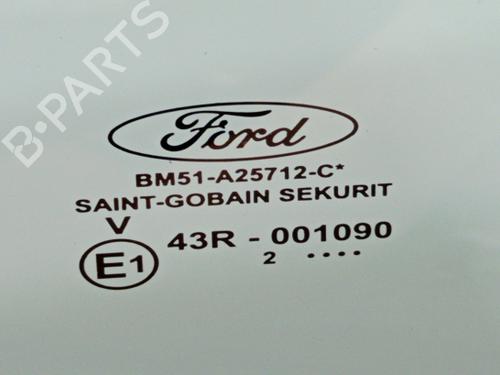 B-PARTS
Ford
BM51-A25712-C*
SAINT-GOBAIN SEKURIT
V
E1 43R - 001090
2 ....